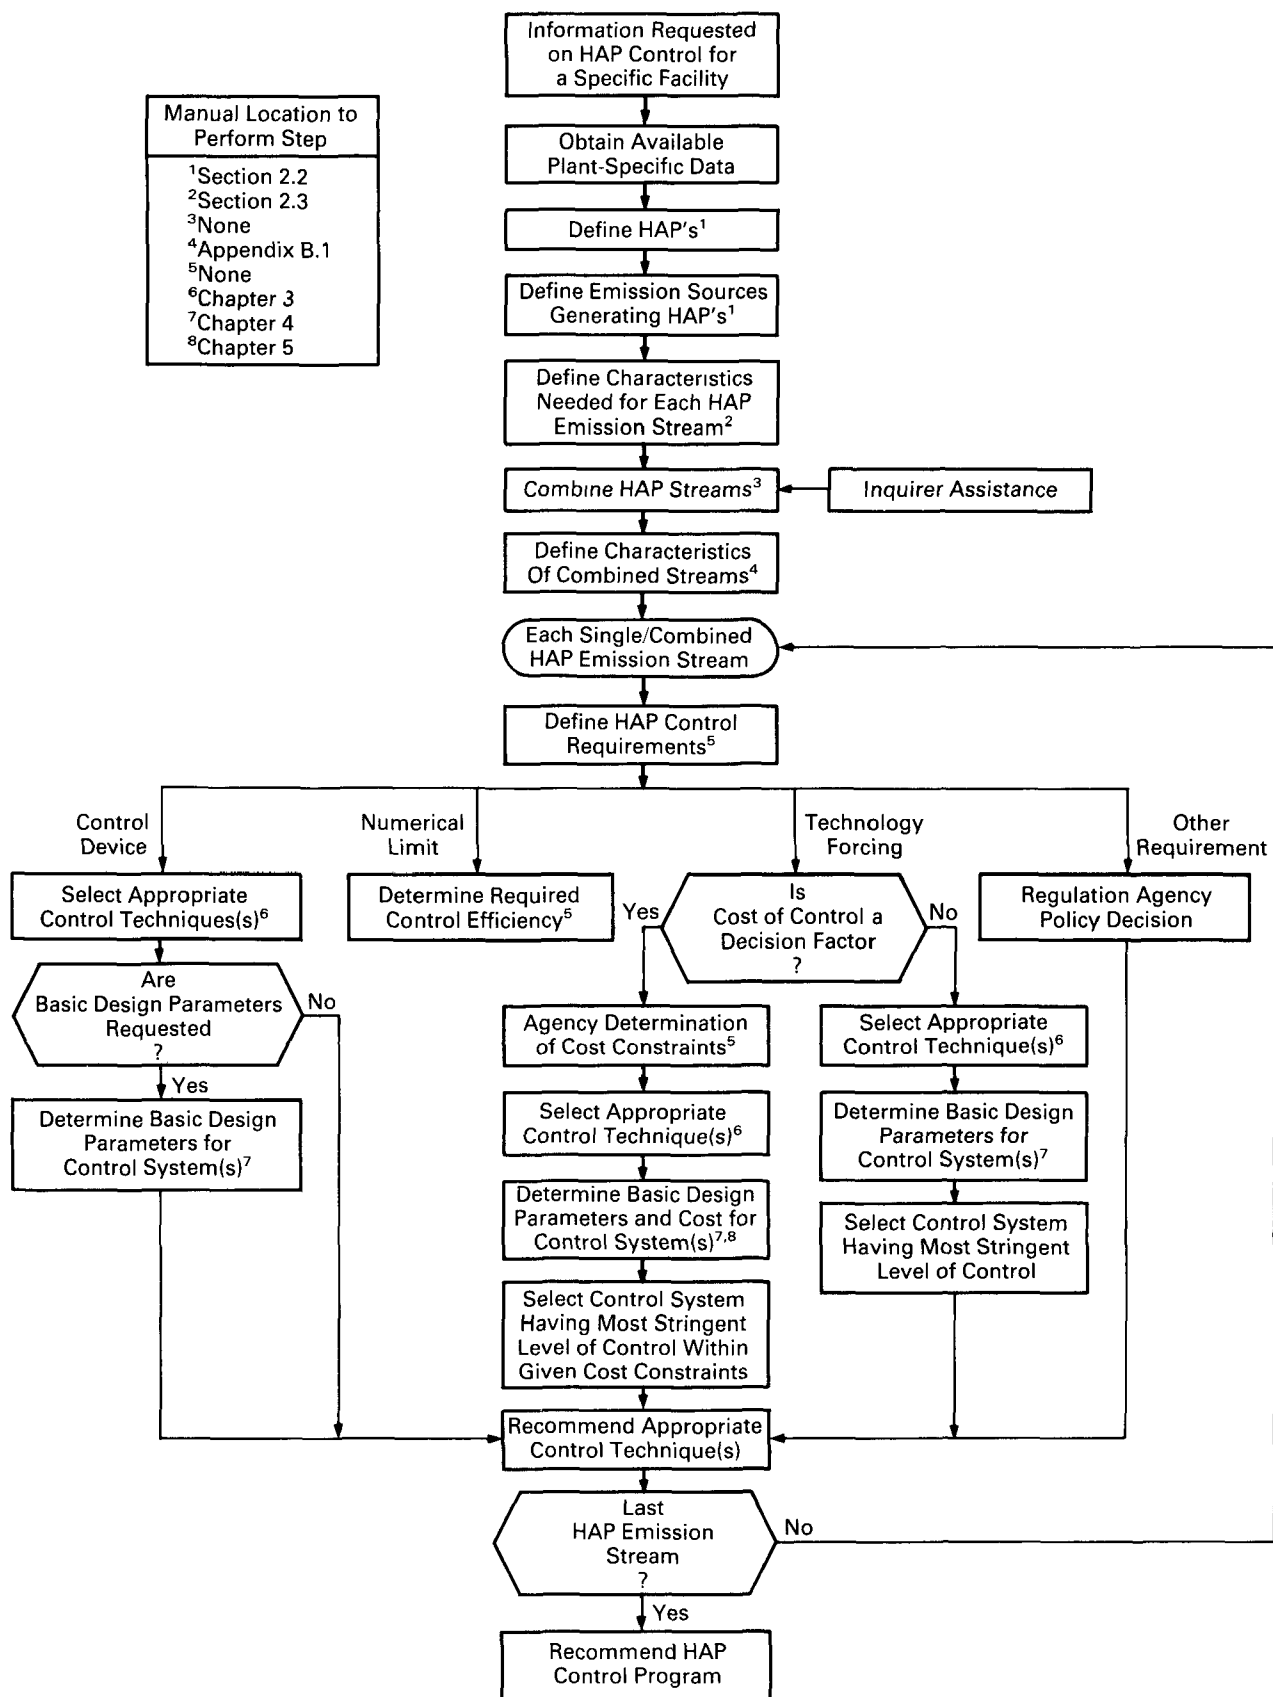 Information Requested
on HAP Control for
a Specific Facility
Manual Location to
Perform Step
¹Section 2.2
²Section 2.3
³None
⁴Appendix B.1
⁵None
⁶Chapter 3
⁷Chapter 4
⁸Chapter 5
Obtain Available
Plant-Specific Data
Define HAP's¹
Define Emission Sources
Generating HAP's¹
Define Characteristics
Needed for Each HAP
Emission Stream²
Combine HAP Streams³
Inquirer Assistance
Define Characteristics
Of Combined Streams⁴
Each Single/Combined
HAP Emission Stream
Define HAP Control
Requirements⁵
Control
Device
Numerical
Limit
Technology
Forcing
Other
Requirement
Select Appropriate
Control Techniques(s)⁶
Determine Required
Control Efficiency⁵
Yes
Is
Cost of Control a
Decision Factor
?
No
Regulation Agency
Policy Decision
Are
Basic Design Parameters
Requested
?
No
Yes
Determine Basic Design
Parameters for
Control System(s)⁷
Agency Determination
of Cost Constraints⁵
Select Appropriate
Control Technique(s)⁶
Determine Basic Design
Parameters and Cost for
Control System(s)⁷,⁸
Select Control System
Having Most Stringent
Level of Control Within
Given Cost Constraints
Select Appropriate
Control Technique(s)⁶
Determine Basic Design
Parameters for
Control System(s)⁷
Select Control System
Having Most Stringent
Level of Control
Recommend Appropriate
Control Technique(s)
Last
HAP Emission
Stream
?
No
Yes
Recommend HAP
Control Program